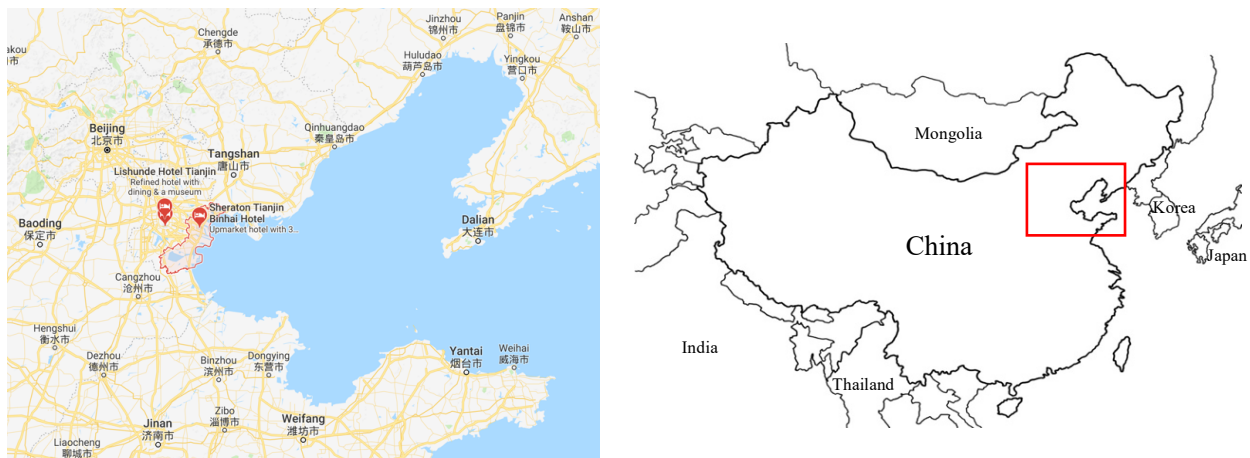 Chengde
承德市
Jinzhou
锦州市
Panjin
盘锦市
Anshan
鞍山市
akou
市
Huludao
葫芦岛市
Yingkou
营口市
Beijing
北京市
Qinhuangdao
秦皇岛市
Tangshan
唐山市
Lishunde Hotel Tianjin
Refined hotel with
dining & a museum
Sheraton Tianjin
Binhai Hotel
Upmarket hotel with 3...
Baoding
保定市
Dalian
大连市
Cangzhou
沧州市
Hengshui
衡水市
Dezhou
德州市
Binzhou
滨州市
Dongying
东营市
Yantai
烟台市
Weihai
威海市
Zibo
淄博市
Weifang
潍坊市
Jinan
济南市
Liaocheng
聊城市
Mongolia
Korea
Japan
China
India
Thailand